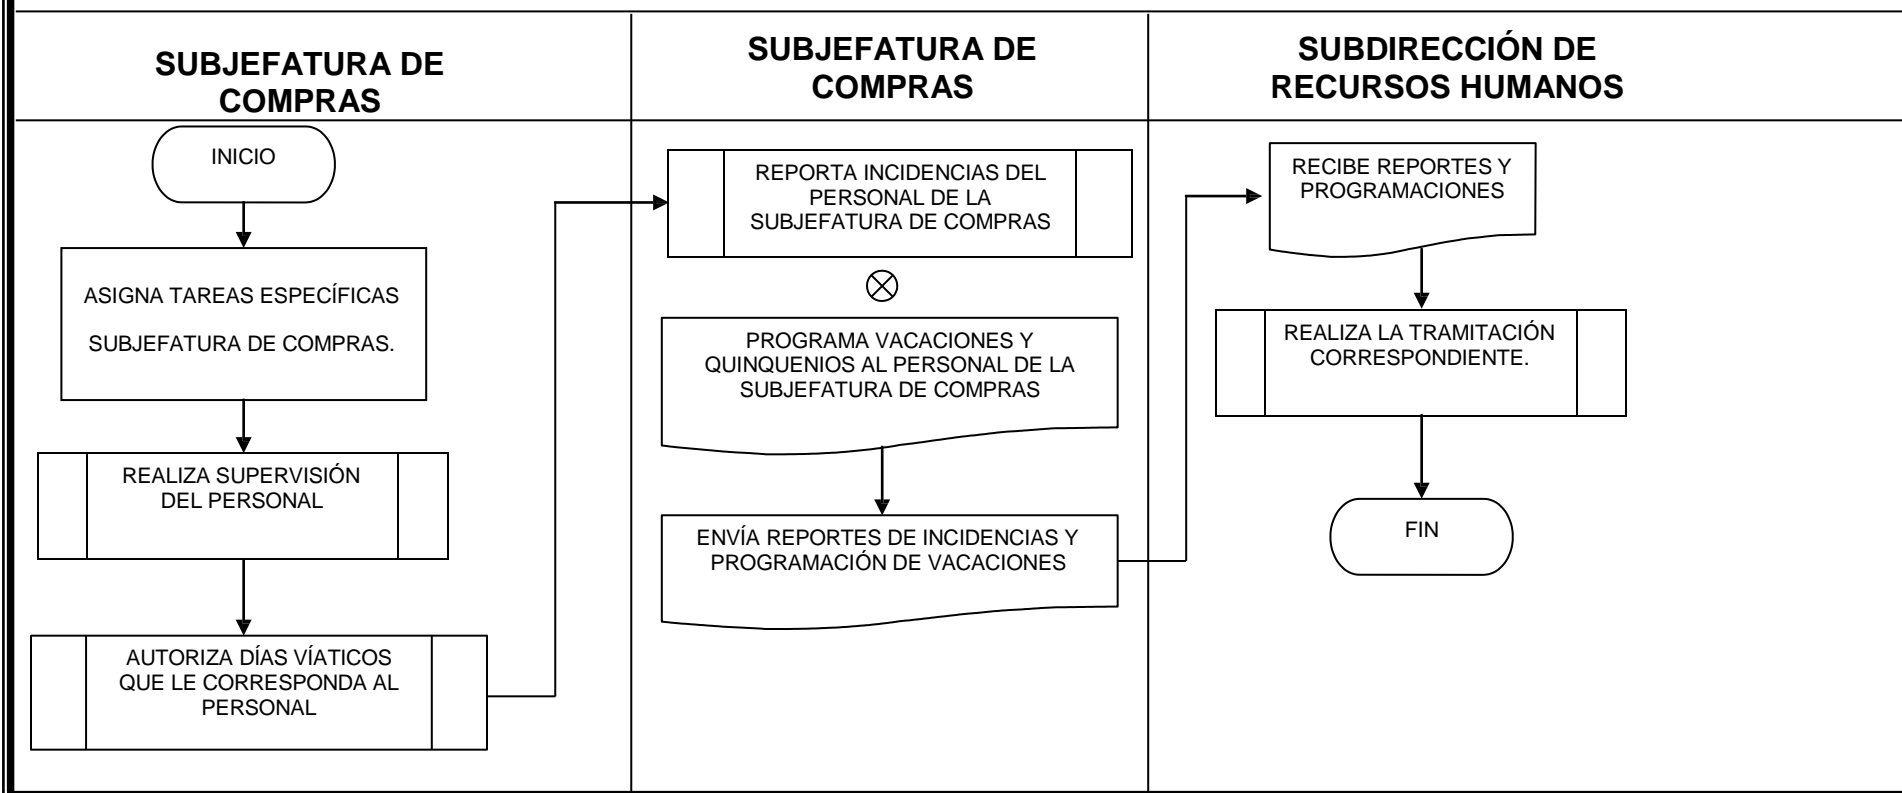 SUBJEFATURA DE
COMPRAS
SUBJEFATURA DE
COMPRAS
SUBDIRECCIÓN DE
RECURSOS HUMANOS
INICIO
ASIGNA TAREAS ESPECÍFICAS
SUBJEFATURA DE COMPRAS.
REALIZA SUPERVISIÓN
DEL PERSONAL
AUTORIZA DÍAS VÍATICOS
QUE LE CORRESPONDA AL
PERSONAL
REPORTA INCIDENCIAS DEL
PERSONAL DE LA
SUBJEFATURA DE COMPRAS
PROGRAMA VACACIONES Y
QUINQUENIOS AL PERSONAL DE LA
SUBJEFATURA DE COMPRAS
ENVÍA REPORTES DE INCIDENCIAS Y
PROGRAMACIÓN DE VACACIONES
RECIBE REPORTES Y
PROGRAMACIONES
REALIZA LA TRAMITACIÓN
CORRESPONDIENTE.
FIN